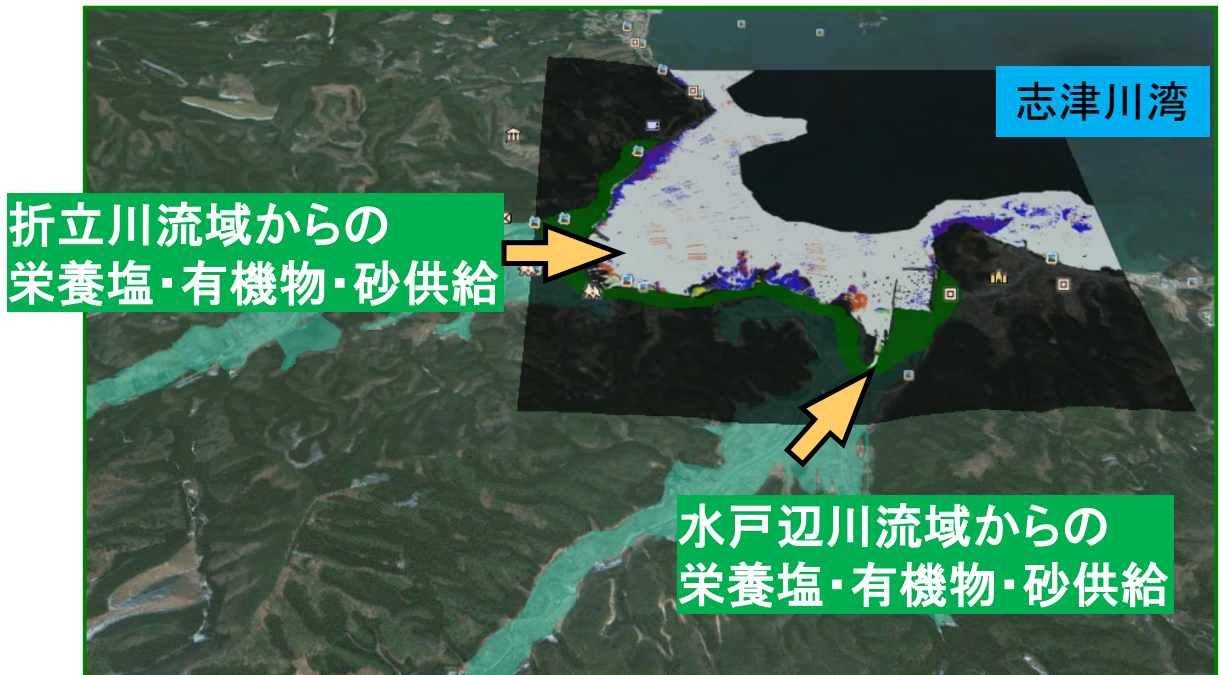 志津川湾
折立川流域からの
栄養塩・有機物・砂供給
水戸辺川流域からの
栄養塩・有機物・砂供給